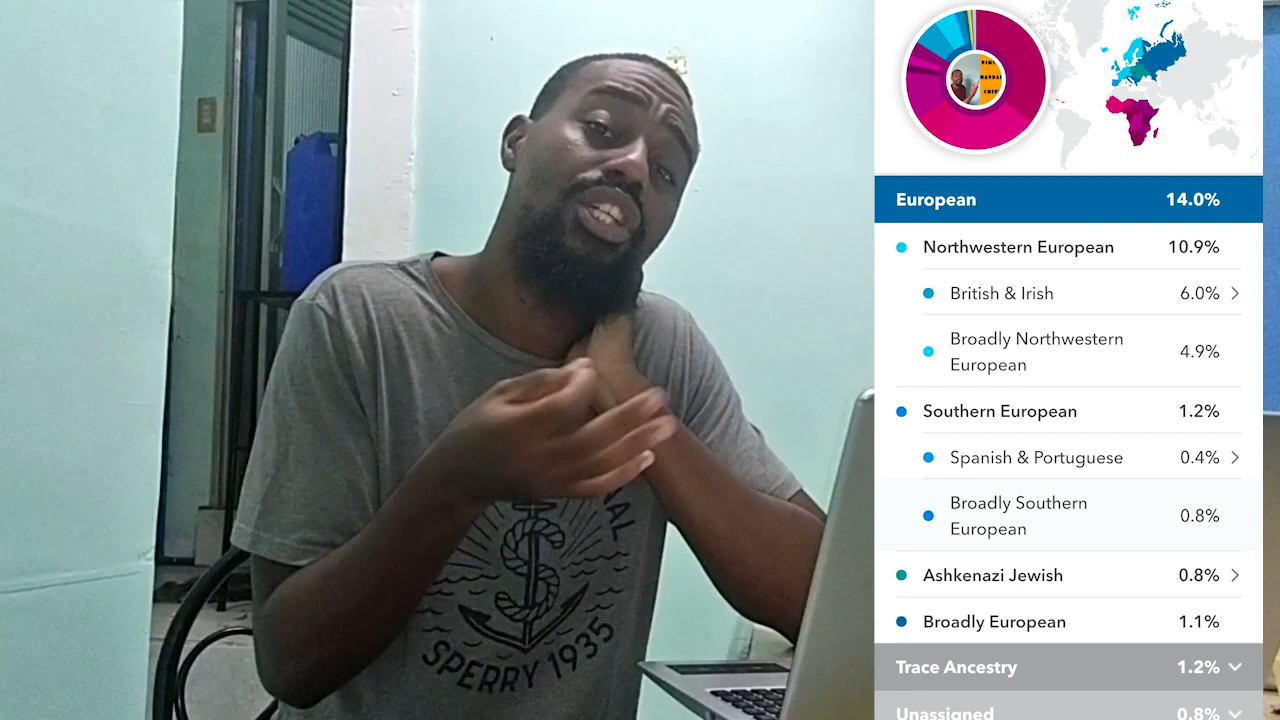 European 14.0%
Northwestern European 10.9%
British & Irish 6.0%
Broadly Northwestern
European
4.9%
Southern European 1.2%
Spanish & Portuguese 0.4%
Broadly Southern
European
0.8%
Ashkenazi Jewish 0.8%
Broadly European 1.1%
Trace Ancestry 1.2%
Unassigned 0.8%
SPERRY 1935